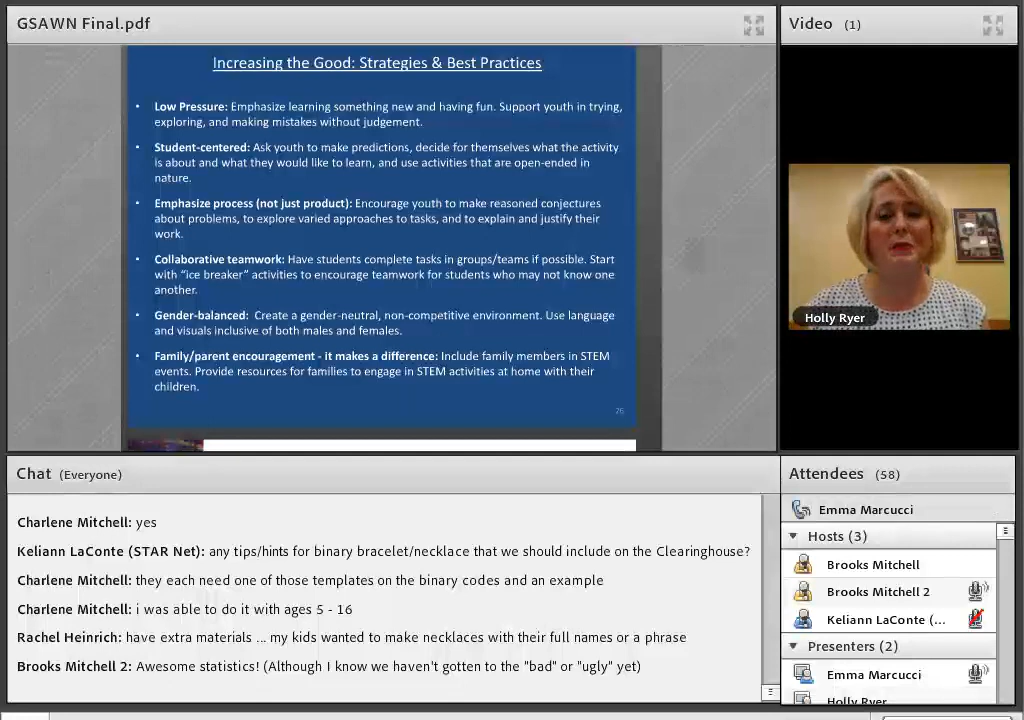 GSAWN Final.pdf
Increasing the Good: Strategies & Best Practices
• Low Pressure: Emphasize learning something new and having fun. Support youth in trying,
exploring, and making mistakes without judgement.
• Student-centered: Ask youth to make predictions, decide for themselves what the activity
is about and what they would like to learn, and use activities that are open-ended in
nature.
• Emphasize process (not just product): Encourage youth to make reasoned conjectures
about problems, to explore varied approaches to tasks, and to explain and justify their
work.
• Collaborative teamwork: Have students complete tasks in groups/teams if possible. Start
with “ice breaker” activities to encourage teamwork for students who may not know one
another.
• Gender-balanced: Create a gender-neutral, non-competitive environment. Use language
and visuals inclusive of both males and females.
• Family/parent encouragement - it makes a difference: Include family members in STEM
events. Provide resources for families to engage in STEM activities at home with their
children.
26
Video (1)
Holly Ryer
Chat (Everyone)
Charlene Mitchell: yes
Keliann LaConte (STAR Net): any tips/hints for binary bracelet/necklace that we should include on the Clearinghouse?
Charlene Mitchell: they each need one of those templates on the binary codes and an example
Charlene Mitchell: i was able to do it with ages 5 - 16
Rachel Heinrich: have extra materials ... my kids wanted to make necklaces with their full names or a phrase
Brooks Mitchell 2: Awesome statistics! (Although I know we haven't gotten to the "bad" or "ugly" yet)
Attendees (58)
Emma Marcucci
Hosts (3)
Brooks Mitchell
Brooks Mitchell 2
Keliann LaConte (...
Presenters (2)
Emma Marcucci
Holly Ryer